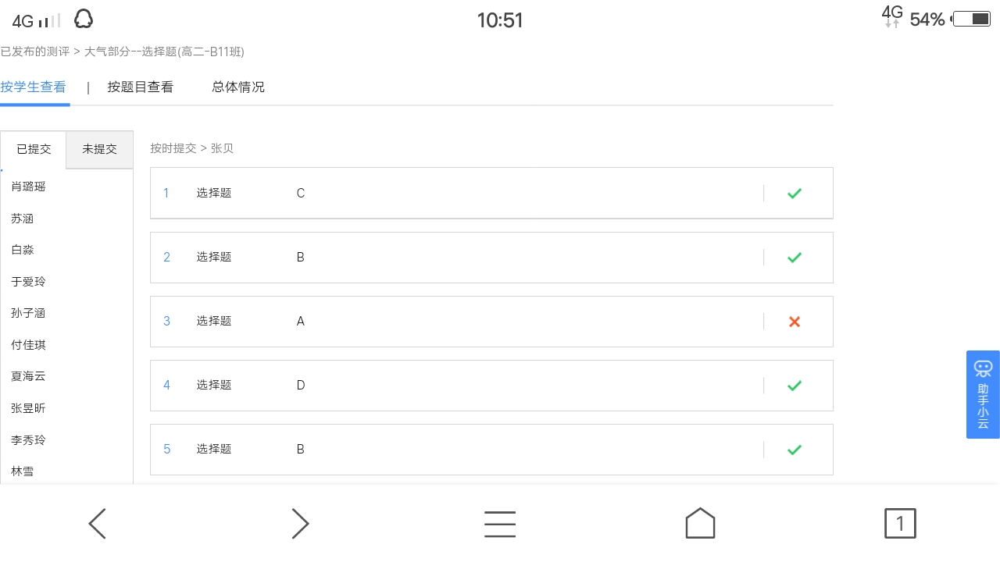 4G 10:51 4G 54%
已发布的测评 > 大气部分--选择题(高二-B11班)
按学生查看 | 按题目查看 总体情况
已提交 未提交
肖璐瑶
苏涵
白淼
于爱玲
孙子涵
付佳琪
夏海云
张昱昕
李秀玲
林雪
按时提交 > 张贝
1 选择题 C
2 选择题 B
3 选择题 A
4 选择题 D
5 选择题 B
助手小云
1